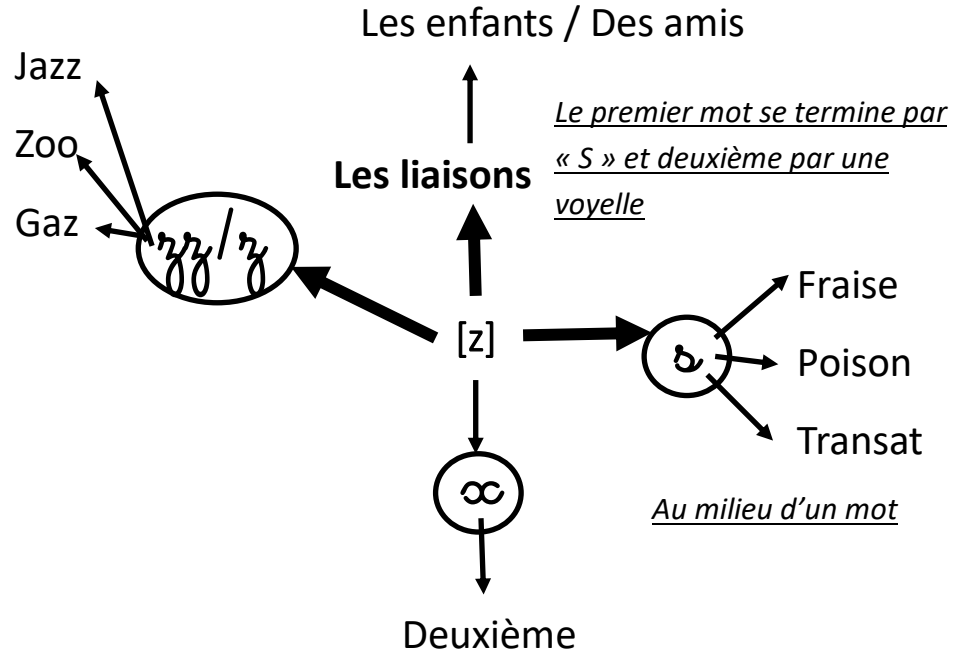 Les enfants / Des amis
Jazz
Zoo
Gaz
Le premier mot se termine par
« S » et deuxième par une
voyelle
Les liaisons
zz / z
[z]
s
Fraise
Poison
Transat
Au milieu d’un mot
x
Deuxième